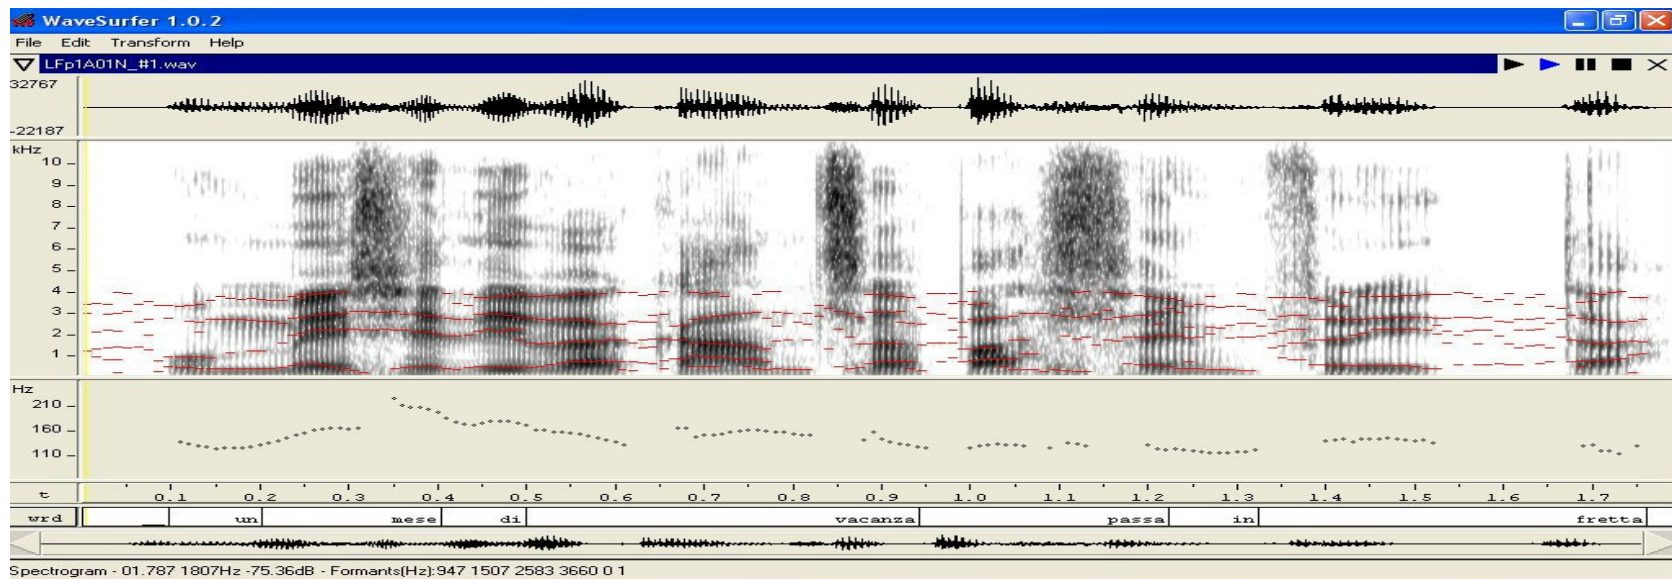 WaveSurfer 1.0.2
File Edit Transform Help
LFp1A01N_#1.wav
32767
-22187
kHz
10
9
8
7
6
5
4
3
2
1
Hz
210
160
110
t 0.1 0.2 0.3 0.4 0.5 0.6 0.7 0.8 0.9 1.0 1.1 1.2 1.3 1.4 1.5 1.6 1.7
wrd __ un mese di vacanza passa in fretta
Spectrogram - 01.787 1807Hz -75.36dB - Formants(Hz):947 1507 2583 3660 0 1